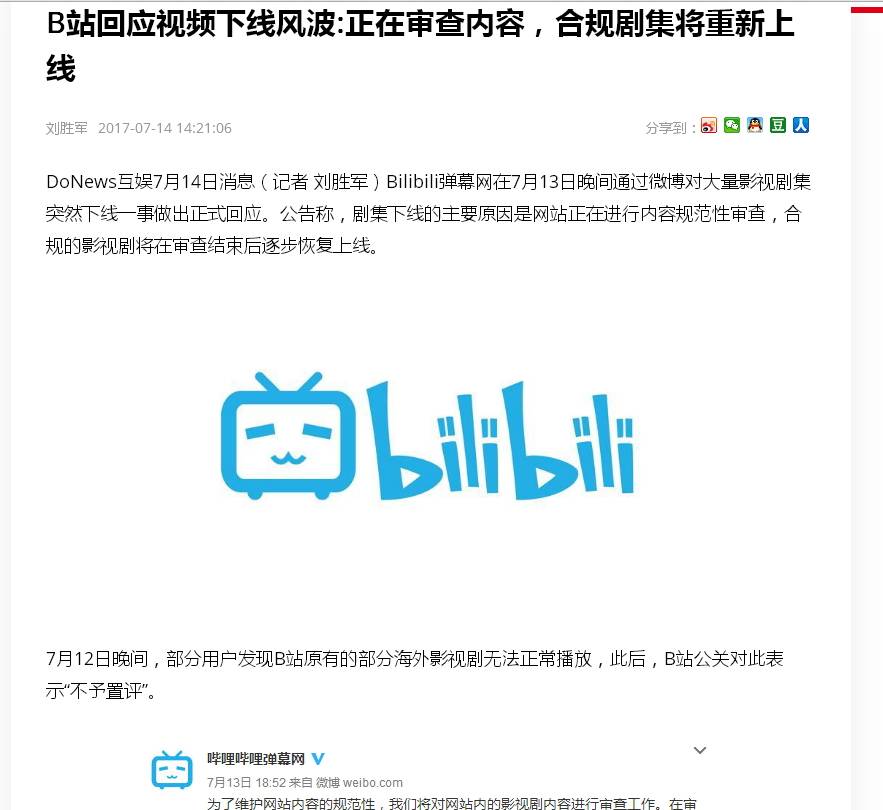 B站回应视频下线风波:正在审查内容，合规剧集将重新上
线
刘胜军 2017-07-14 14:21:06
分享到：
豆
人
DoNews互娱7月14日消息（记者 刘胜军）Bilibili弹幕网在7月13日晚间通过微博对大量影视剧集
突然下线一事做出正式回应。公告称，剧集下线的主要原因是网站正在进行内容规范性审查，合
规的影视剧将在审查结束后逐步恢复上线。
bilibili
7月12日晚间，部分用户发现B站原有的部分海外影视剧无法正常播放，此后，B站公关对此表
示“不予置评”。
哔哩哔哩弹幕网 V
7月13日 18:52 来自 微博 weibo.com
为了维护网站内容的规范性，我们将对网站内的影视剧内容进行审查工作。在审